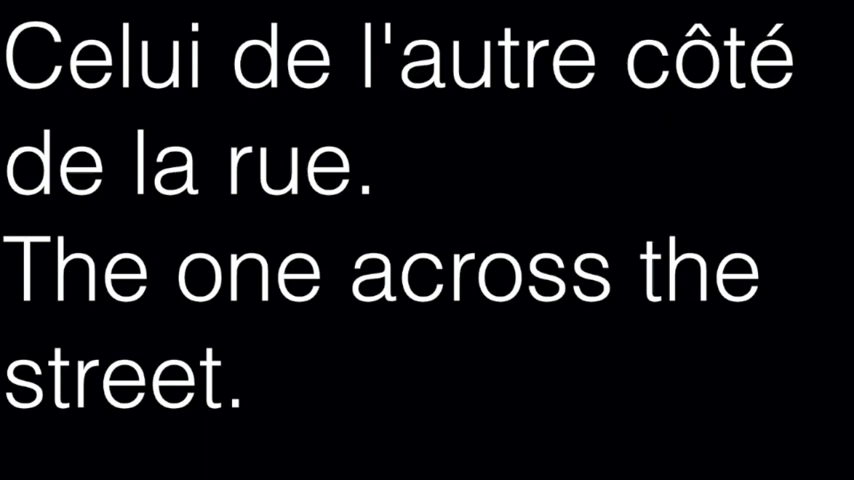 Celui de l'autre côté
de la rue.
The one across the
street.